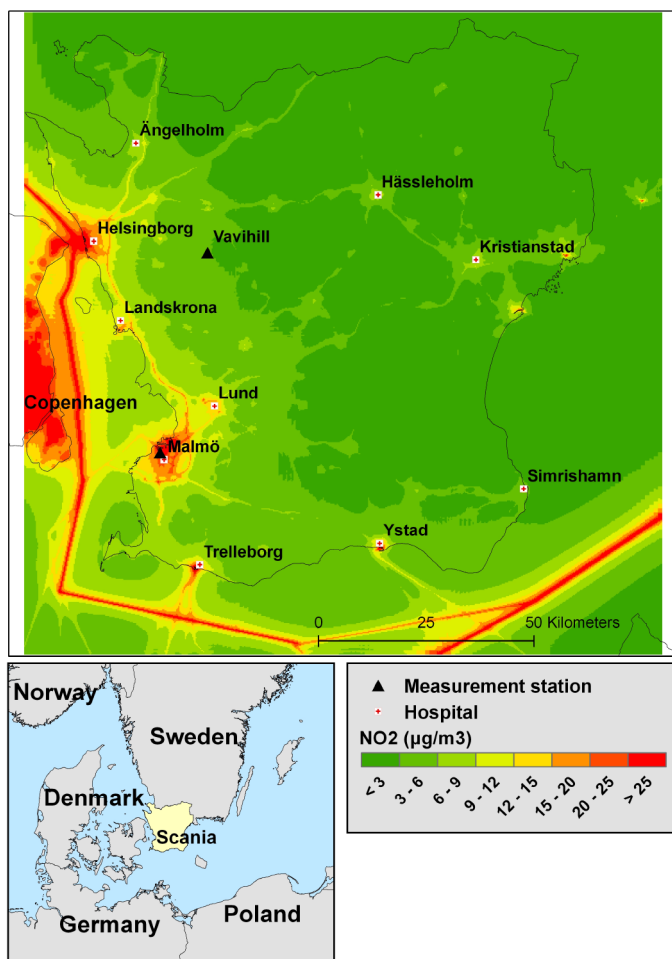 Ängelholm
Hässleholm
Helsingborg
Vavihill
Kristianstad
Landskrona
Copenhagen
Lund
Malmö
Simrishamn
Ystad
Trelleborg
0 25 50 Kilometers
Norway
Sweden
Denmark
Scania
Germany
Poland
Measurement station
Hospital
NO2 (µg/m3)
< 3
3 - 6
6 - 9
9 - 12
12 - 15
15 - 20
20 - 25
> 25